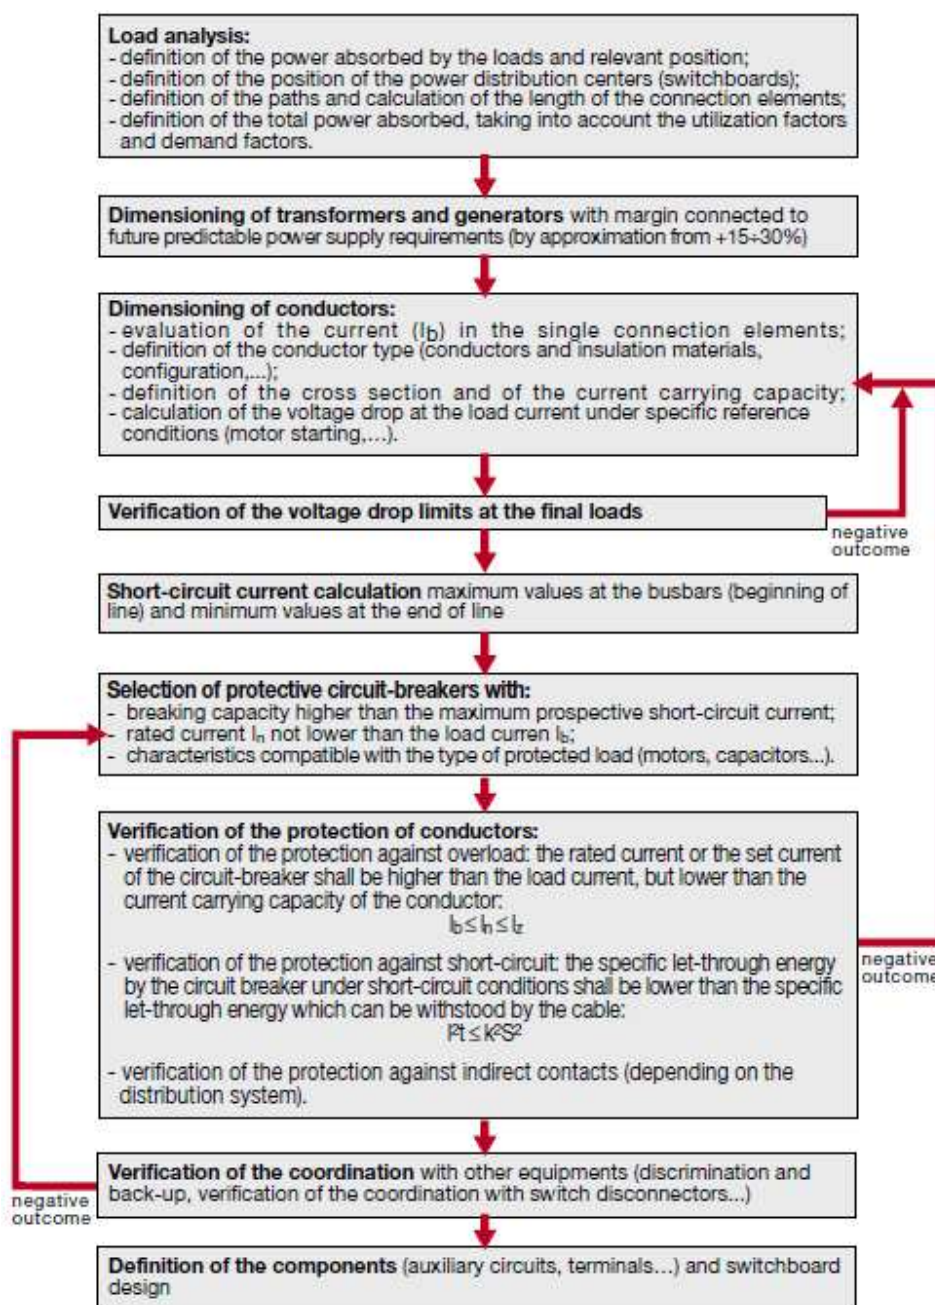 Load analysis:
- definition of the power absorbed by the loads and relevant position;
- definition of the position of the power distribution centers (switchboards);
- definition of the paths and calculation of the length of the connection elements;
- definition of the total power absorbed, taking into account the utilization factors
and demand factors.
Dimensioning of transformers and generators with margin connected to
future predictable power supply requirements (by approximation from +15÷30%)
Dimensioning of conductors:
- evaluation of the current (Ib) in the single connection elements;
- definition of the conductor type (conductors and insulation materials,
configuration,...);
- definition of the cross section and of the current carrying capacity;
- calculation of the voltage drop at the load current under specific reference
conditions (motor starting,…).
Verification of the voltage drop limits at the final loads
negative
outcome
Short-circuit current calculation maximum values at the busbars (beginning of
line) and minimum values at the end of line
Selection of protective circuit-breakers with:
- breaking capacity higher than the maximum prospective short-circuit current;
- rated current In not lower than the load curren Ib;
- characteristics compatible with the type of protected load (motors, capacitors...).
Verification of the protection of conductors:
- verification of the protection against overload: the rated current or the set current
of the circuit-breaker shall be higher than the load current, but lower than the
current carrying capacity of the conductor:
Ib ≤ In ≤ Iz
negative
outcome
- verification of the protection against short-circuit: the specific let-through energy
by the circuit breaker under short-circuit conditions shall be lower than the specific
let-through energy which can be withstood by the cable:
I²t ≤ k²S²
- verification of the protection against indirect contacts (depending on the
distribution system).
Verification of the coordination with other equipments (discrimination and
back-up, verification of the coordination with switch disconnectors...)
negative
outcome
Definition of the components (auxiliary circuits, terminals…) and switchboard
design